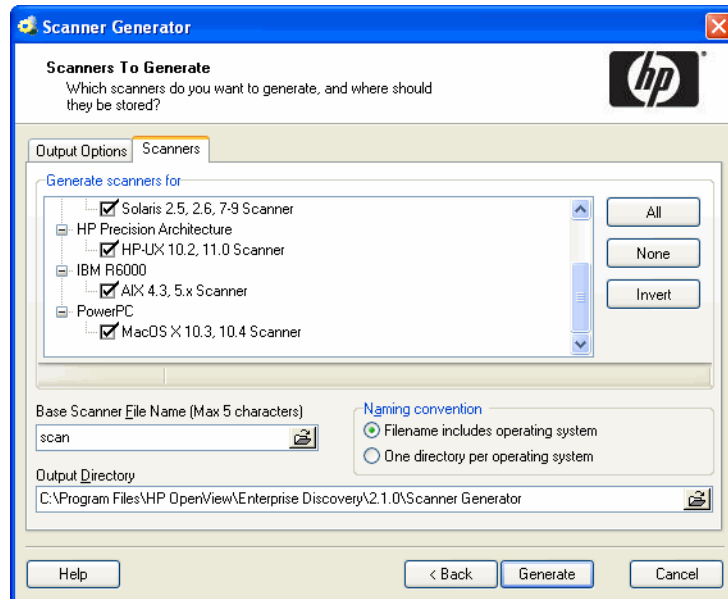 Scanner Generator
Scanners To Generate
Which scanners do you want to generate, and where should
they be stored?
hp
Output Options
Scanners
Generate scanners for
Solaris 2.5, 2.6, 7-9 Scanner
HP Precision Architecture
HP-UX 10.2, 11.0 Scanner
IBM R6000
AIX 4.3, 5.x Scanner
PowerPC
MacOS X 10.3, 10.4 Scanner
All
None
Invert
Base Scanner File Name (Max 5 characters)
scan
Naming convention
Filename includes operating system
One directory per operating system
Output Directory
C:\Program Files\HP OpenView\Enterprise Discovery\2.1.0\Scanner Generator
Help
< Back
Generate
Cancel